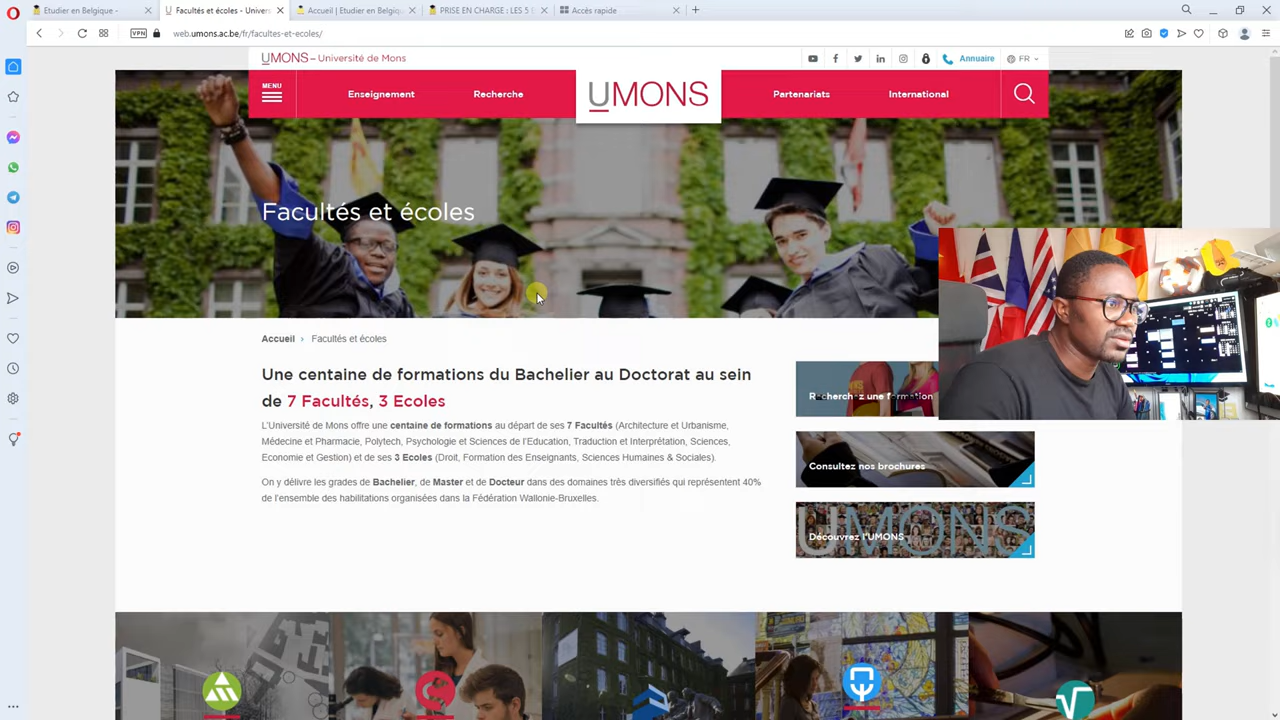 Etudier en Belgique -
Facultés et écoles - Univers
Accueil | Etudier en Belgiqu
PRISE EN CHARGE : LES 5
Accès rapide
VPN
web.umons.ac.be/fr/facultes-et-ecoles/
UMONS – Université de Mons
Annuaire
FR
MENU
Enseignement
Recherche
UMONS
Partenariats
International
Facultés et écoles
Accueil › Facultés et écoles
Une centaine de formations du Bachelier au Doctorat au sein
de 7 Facultés, 3 Ecoles
L'Université de Mons offre une centaine de formations au départ de ses 7 Facultés (Architecture et Urbanisme,
Médecine et Pharmacie, Polytech, Psychologie et Sciences de l'Education, Traduction et Interprétation, Sciences,
Economie et Gestion) et de ses 3 Ecoles (Droit, Formation des Enseignants, Sciences Humaines & Sociales).
On y délivre les grades de Bachelier, de Master et de Docteur dans des domaines très diversifiés qui représentent 40%
de l'ensemble des habilitations organisées dans la Fédération Wallonie-Bruxelles.
Recherchez une formation
Consultez nos brochures
UMONS
Découvrez l'UMONS